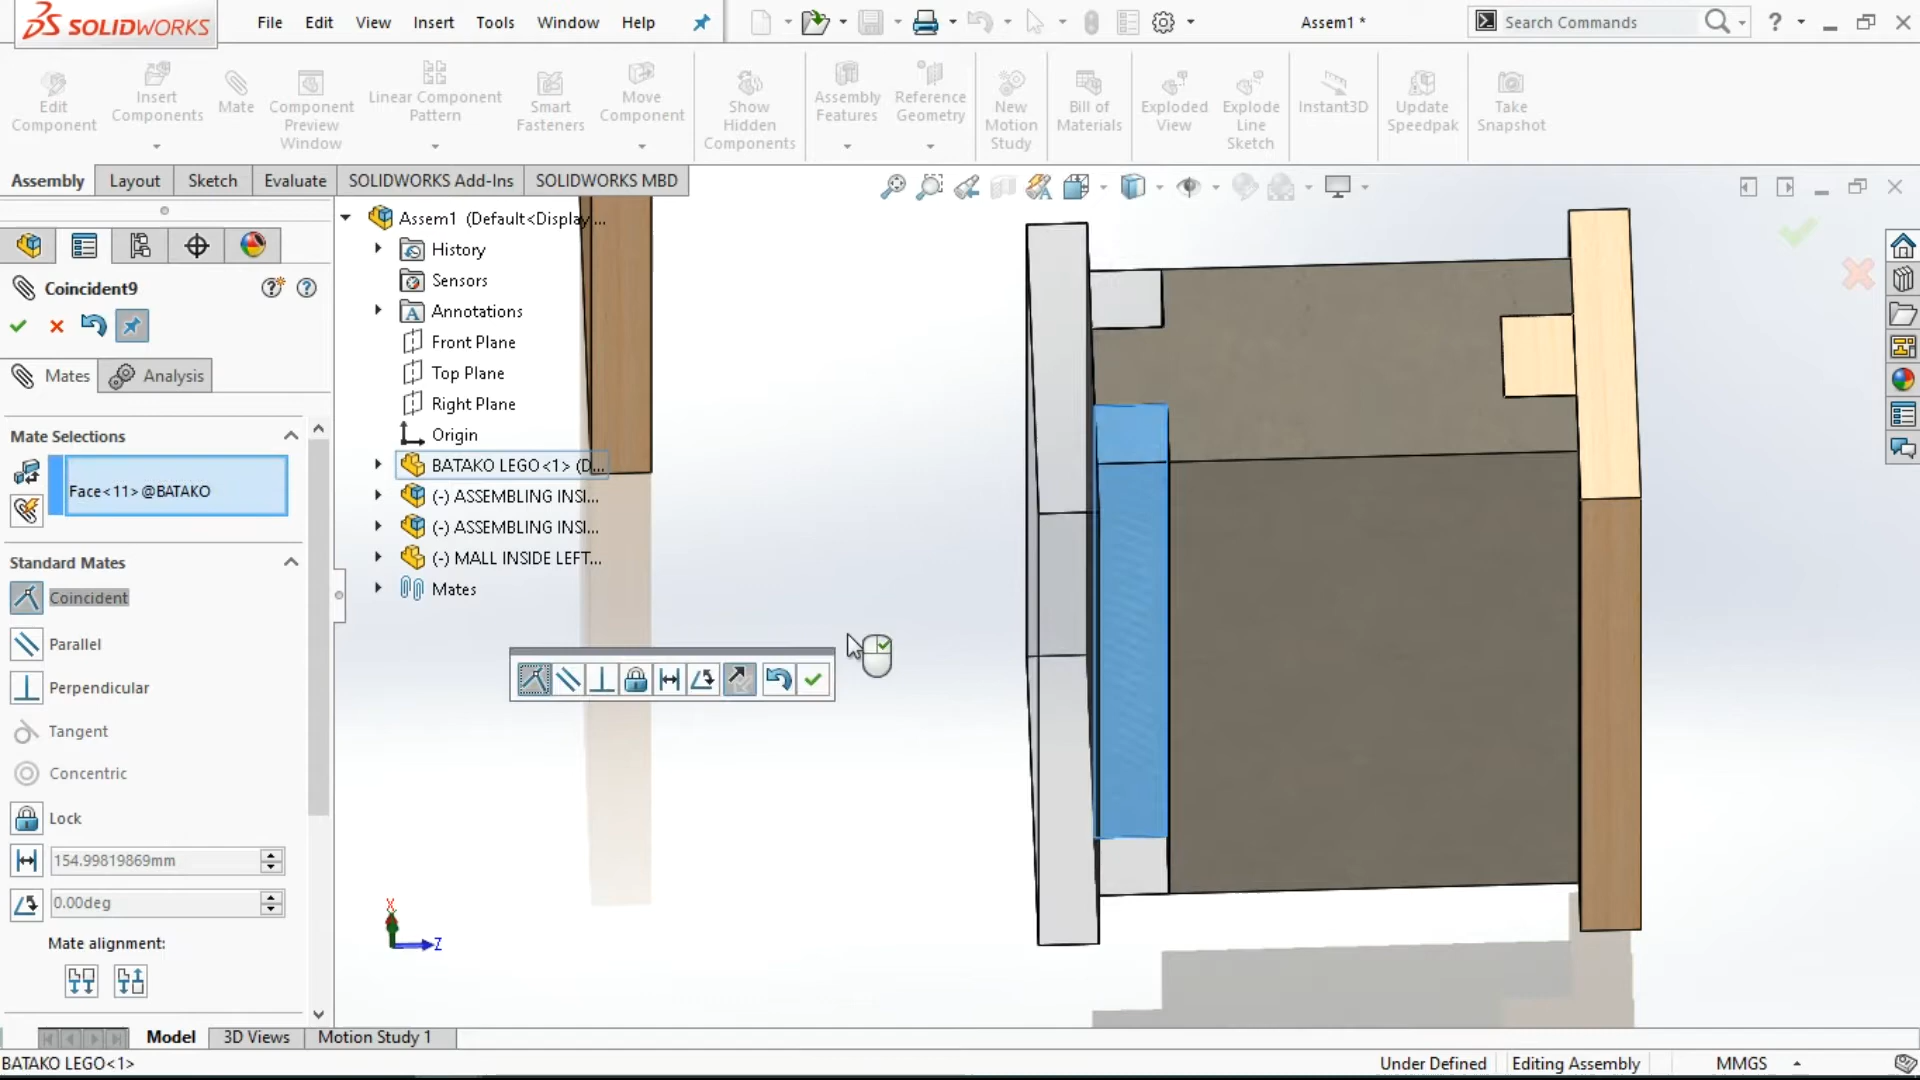 SOLIDWORKS File Edit View Insert Tools Window Help Assem1 * Search Commands ?
Edit Component
Insert Components
Mate
Component Preview Window
Linear Component Pattern
Smart Fasteners
Move Component
Show Hidden Components
Assembly Features
Reference Geometry
New Motion Study
Bill of Materials
Exploded View
Explode Line Sketch
Instant3D
Update Speedpak
Take Snapshot
Assembly Layout Sketch Evaluate SOLIDWORKS Add-Ins SOLIDWORKS MBD
Coincident9
Mates Analysis
Mate Selections
Face<11>@BATAKO
Standard Mates
Coincident
Parallel
Perpendicular
Tangent
Concentric
Lock
154.99819869mm
0.00deg
Mate alignment:
Assem1 (Default<Display...
History
Sensors
Annotations
Front Plane
Top Plane
Right Plane
Origin
BATAKO LEGO<1> (D...
(-) ASSEMBLING INSI...
(-) ASSEMBLING INSI...
(-) MALL INSIDE LEFT...
Mates
X
Z
Model 3D Views Motion Study 1
BATAKO LEGO<1> Under Defined Editing Assembly MMGS